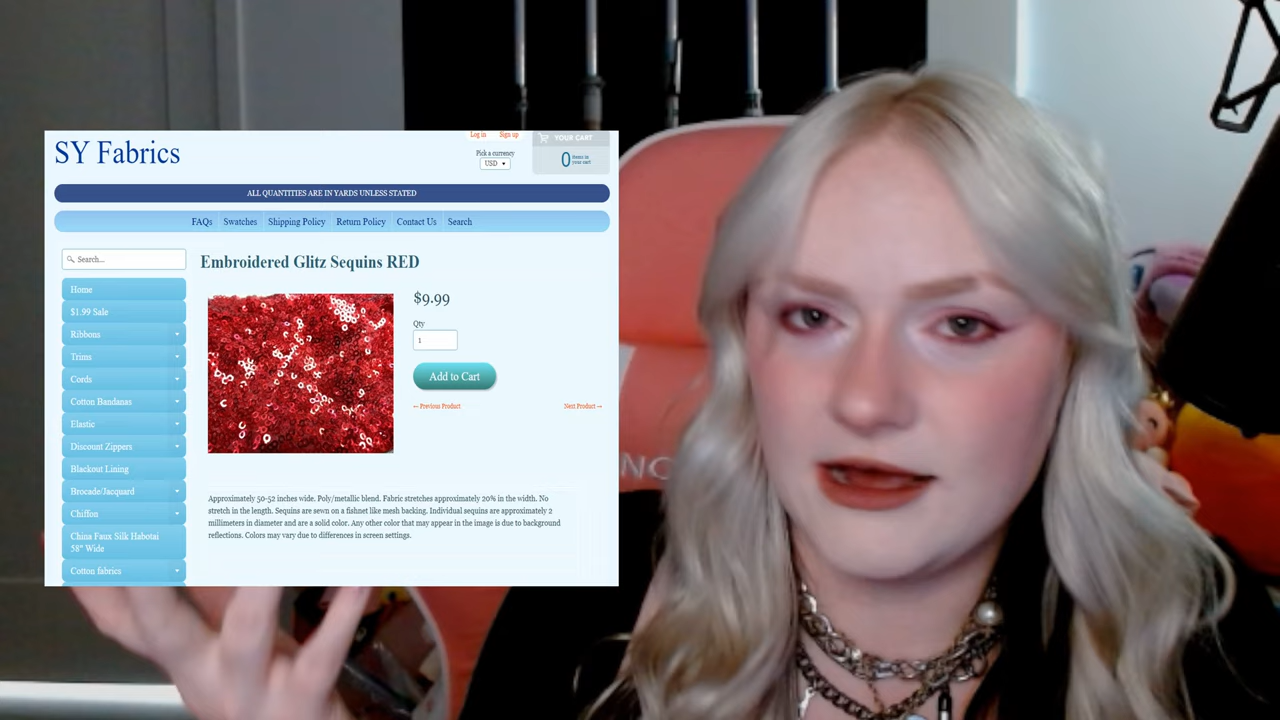 SY Fabrics
Log in Sign up
Pick a currency
USD
YOUR CART
0 items in your cart
ALL QUANTITIES ARE IN YARDS UNLESS STATED
FAQs Swatches Shipping Policy Return Policy Contact Us Search
Search...
Home
$1.99 Sale
Ribbons
Trims
Cords
Cotton Bandanas
Elastic
Discount Zippers
Blackout Lining
Brocade/Jacquard
Chiffon
China Faux Silk Habotai
58" Wide
Cotton fabrics
Embroidered Glitz Sequins RED
$9.99
Qty
1
Add to Cart
← Previous Product
Next Product →
Approximately 50-52 inches wide. Poly/metallic blend. Fabric stretches approximately 20% in the width. No
stretch in the length. Sequins are sewn on a fishnet like mesh backing. Individual sequins are approximately 2
millimeters in diameter and are a solid color. Any other color that may appear in the image is due to background
reflections. Colors may vary due to differences in screen settings.